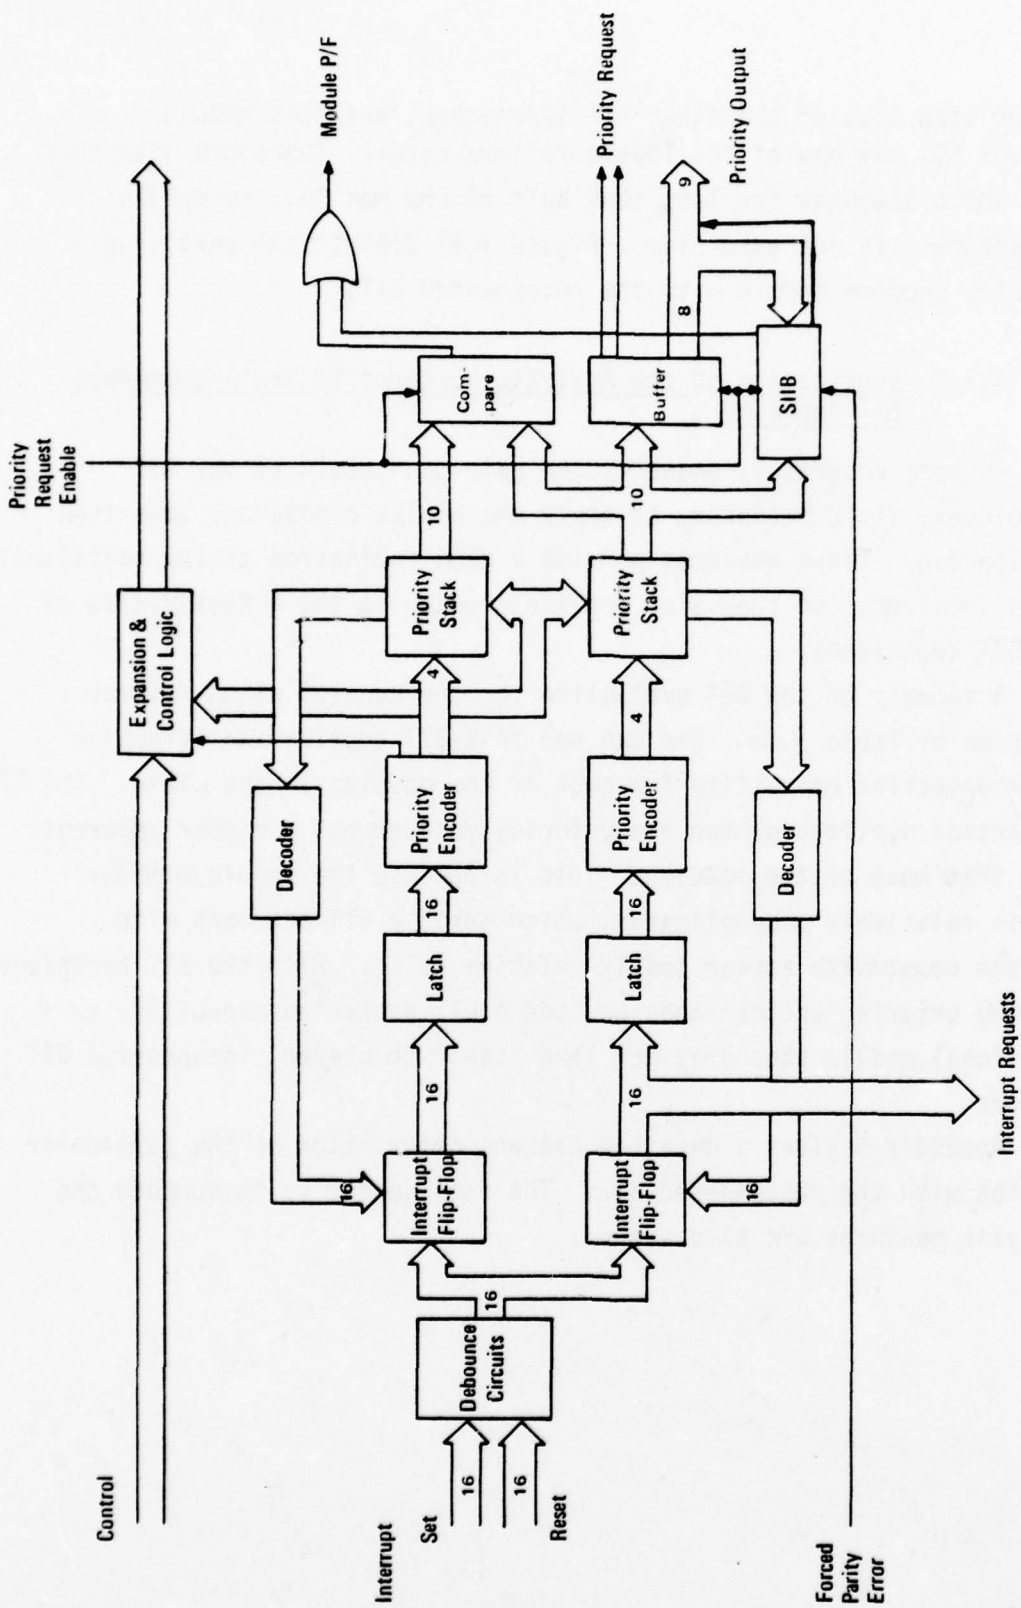 Priority
Request
Enable
Control
Expansion &
Control Logic
Module P/F
Decoder
Interrupt
Set
16
16
Reset
Debounce
Circuits
16
16
Interrupt
Flip-Flop
16
Latch
16
Priority
Encoder
4
Priority
Stack
10
Com-
pare
Interrupt
Flip-Flop
16
16
Latch
16
Priority
Encoder
4
Priority
Stack
10
Buffer
Priority Request
8
9
Priority Output
Decoder
SIIB
Forced
Parity
Error
Interrupt Requests